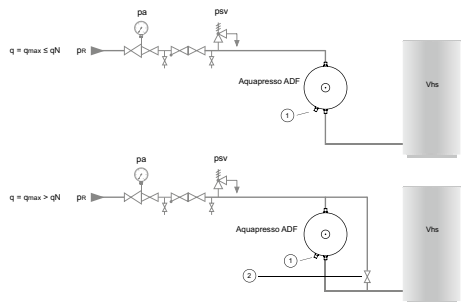 pa
psv
q = qmax ≤ qN
pR
Aquapresso ADF
Vhs
1
pa
psv
q = qmax > qN
pR
Aquapresso ADF
Vhs
1
2